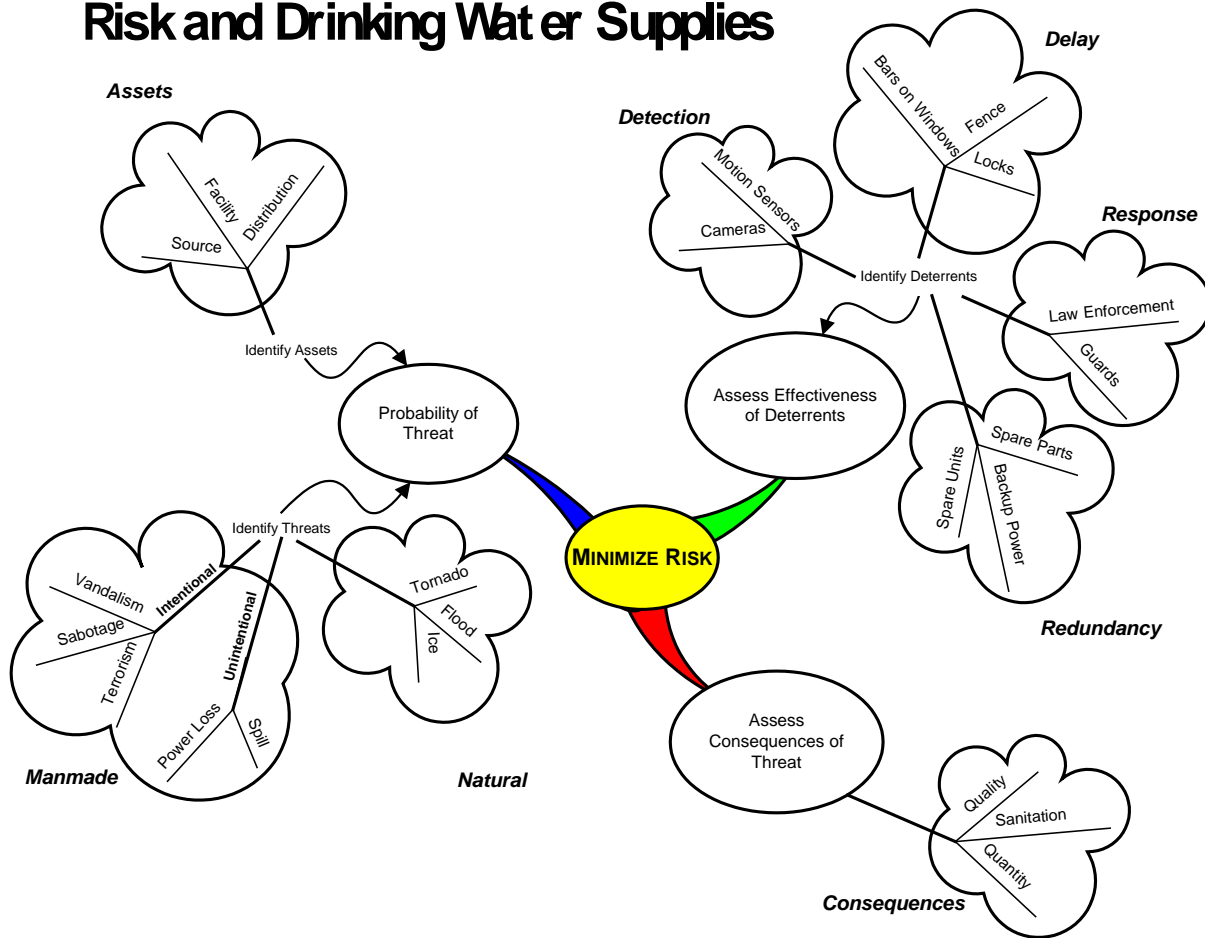 Risk and Drinking Water Supplies
Assets
Facility
Distribution
Source
Identify Assets
Probability of
Threat
Identify Threats
Vandalism
Sabotage
Terrorism
Intentional
Unintentional
Power Loss
Spill
Manmade
Tornado
Flood
Ice
Natural
Detection
Motion Sensors
Cameras
Delay
Bars on Windows
Fence
Locks
Identify Deterrents
Response
Law Enforcement
Guards
Assess Effectiveness
of Deterrents
Spare Parts
Spare Units
Backup Power
Redundancy
MINIMIZE RISK
Assess
Consequences of
Threat
Quality
Sanitation
Quantity
Consequences